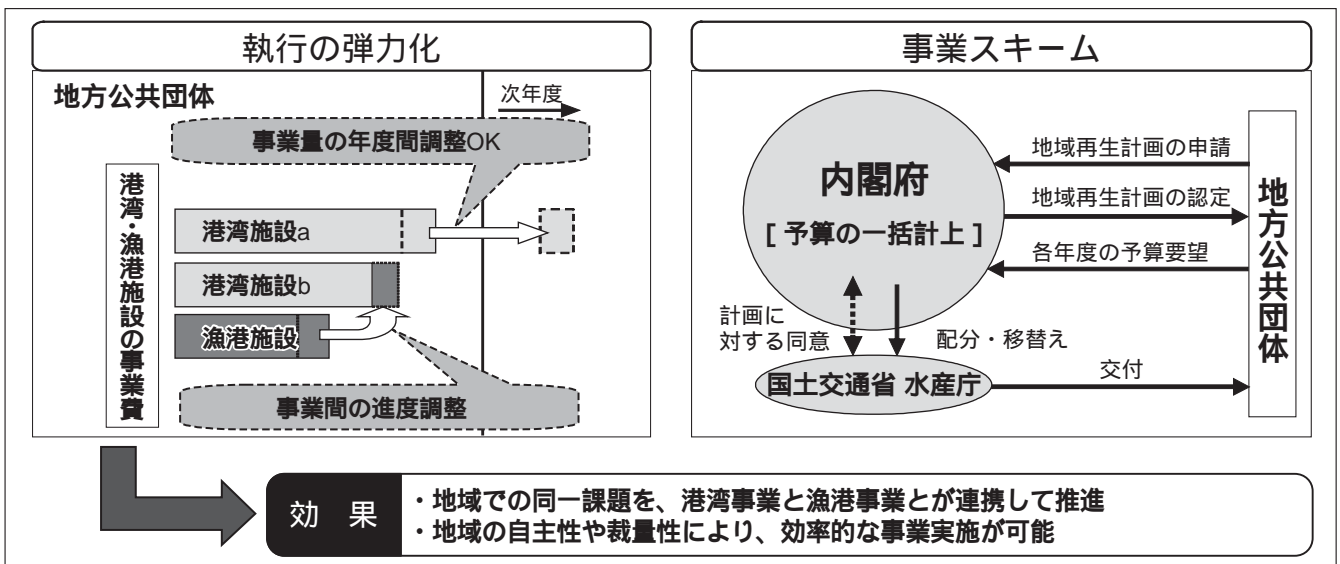 執行の弾力化
地方公共団体
次年度
事業量の年度間調整OK
港湾・漁港施設の事業費
港湾施設a
港湾施設b
漁港施設
事業間の進度調整
事業スキーム
内閣府
[ 予算の一括計上 ]
地域再生計画の申請
地域再生計画の認定
各年度の予算要望
地方公共団体
計画に
対する同意
配分・移替え
国土交通省 水産庁
交付
効 果
・地域での同一課題を、港湾事業と漁港事業とが連携して推進
・地域の自主性や裁量性により、効率的な事業実施が可能